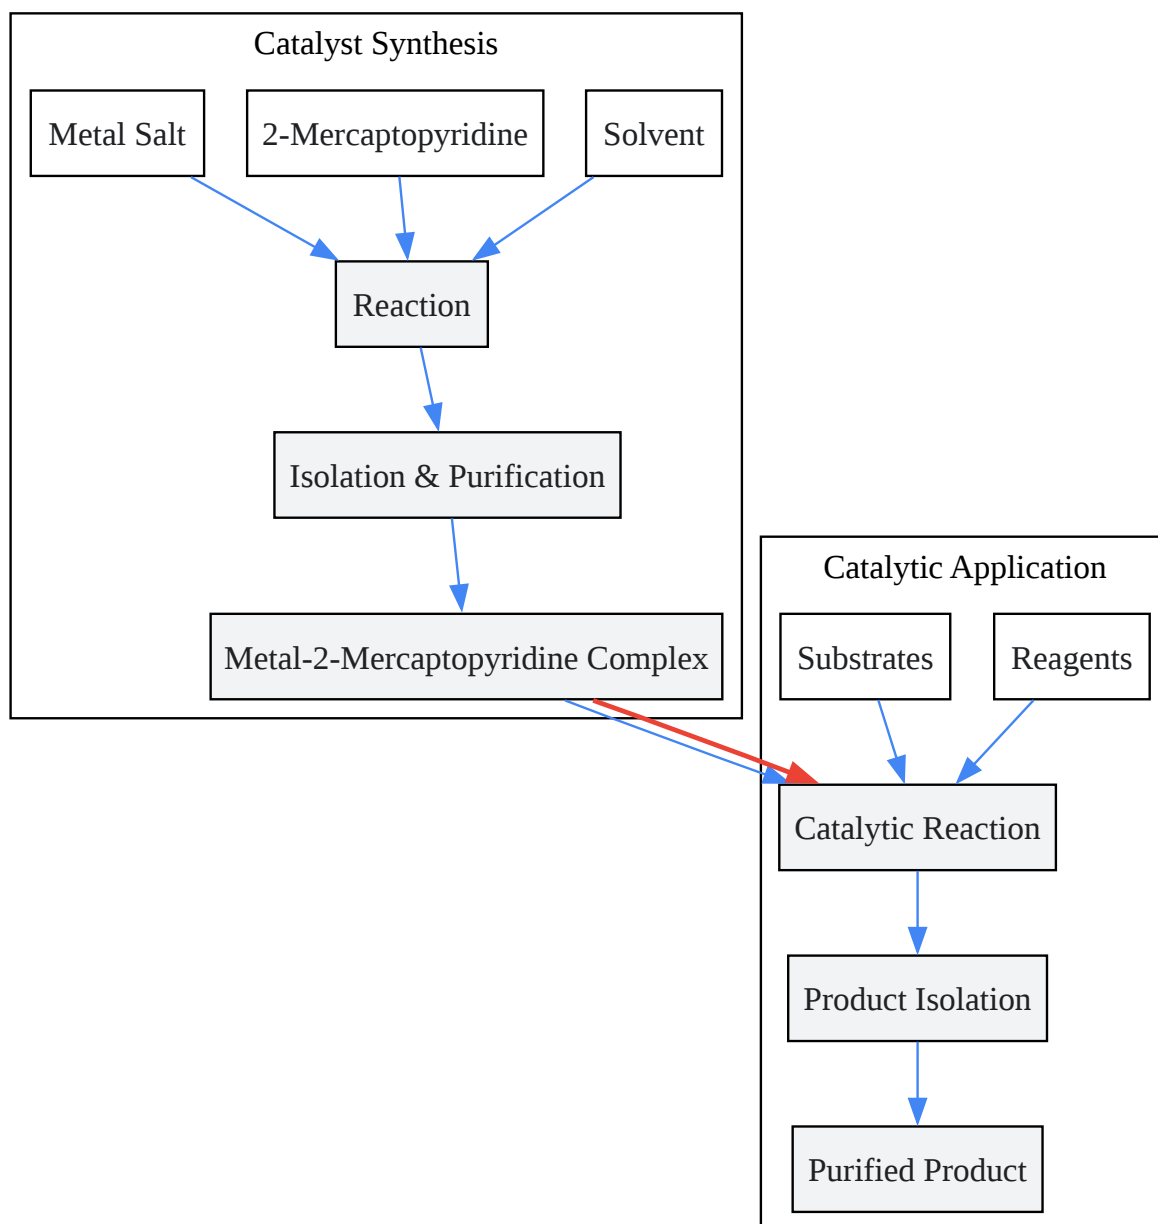 Catalyst Synthesis
Metal Salt
2-Mercaptopyridine
Solvent
Reaction
Isolation & Purification
Metal-2-Mercaptopyridine Complex
Catalytic Application
Substrates
Reagents
Catalytic Reaction
Product Isolation
Purified Product